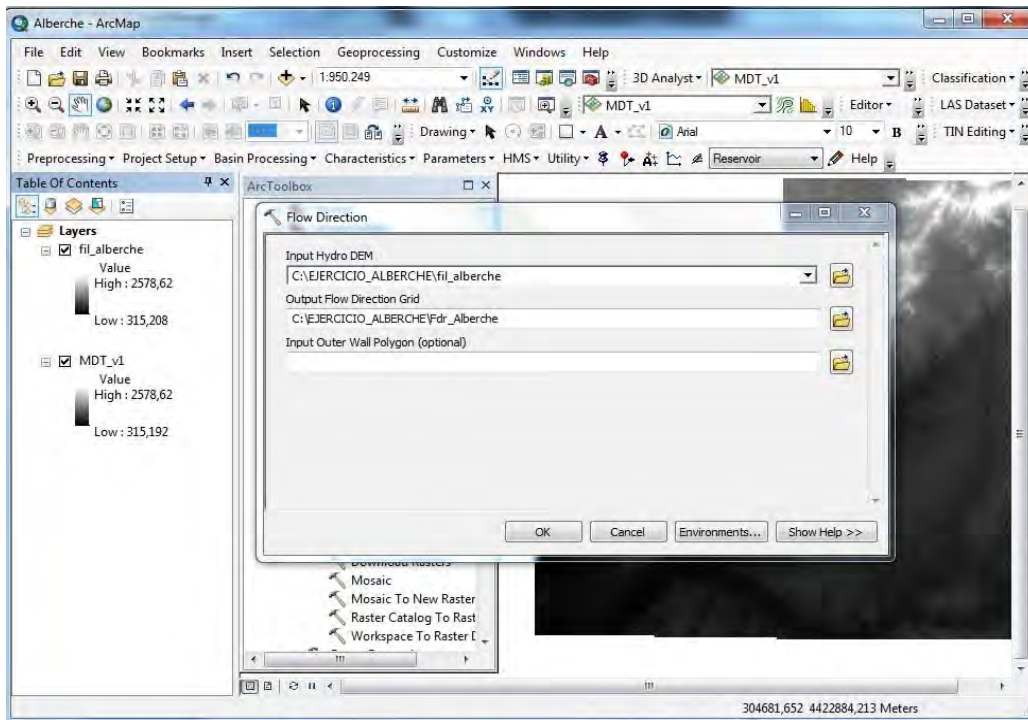 Alberche - ArcMap
File Edit View Bookmarks Insert Selection Geoprocessing Customize Windows Help
1:950.249 3D Analyst MDT_v1 Classification
MDT_v1 Editor LAS Dataset
Drawing A Arial 10 B TIN Editing
Preprocessing Project Setup Basin Processing Characteristics Parameters HMS Utility Reservoir Help
Table Of Contents
Layers
fil_alberche
Value
High : 2578,62
Low : 315,208
MDT_v1
Value
High : 2578,62
Low : 315,192
ArcToolbox
Flow Direction
Input Hydro DEM
C:\EJERCICIO_ALBERCHE\fil_alberche
Output Flow Direction Grid
C:\EJERCICIO_ALBERCHE\Fdr_Alberche
Input Outer Wall Polygon (optional)
OK Cancel Environments... Show Help >>
Download Rasters
Mosaic
Mosaic To New Raster
Raster Catalog To Rast
Workspace To Raster D
304681,652 4422884,213 Meters